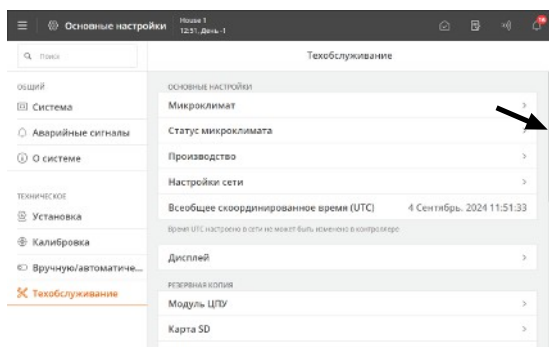 Основные настройки
House 1
12:51, День -1
Поиск
Техобслуживание
ОБЩИЙ
Система
Аварийные сигналы
О системе
ТЕХНИЧЕСКОЕ
Установка
Калибровка
Вручную/автоматиче...
Техобслуживание
ОСНОВНЫЕ НАСТРОЙКИ
Микроклимат
Статус микроклимата
Производство
Настройки сети
Всеобщее скоординированное время (UTC) 4 Сентябрь. 2024 11:51:33
Время UTC настроено в сети не может быть изменено в контроллере
Дисплей
РЕЗЕРВНАЯ КОПИЯ
Модуль ЦПУ
Карта SD